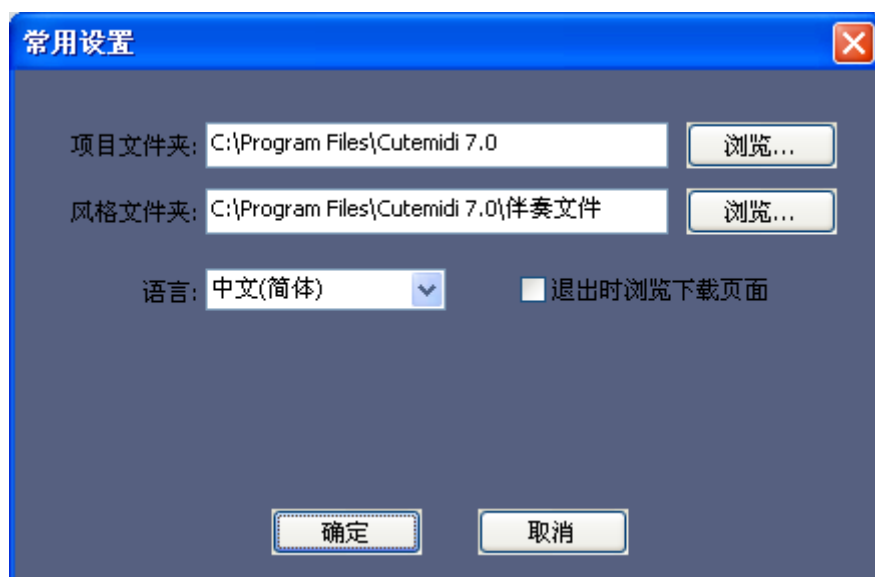 常用设置
项目文件夹: C:\Program Files\Cutemidi 7.0 浏览...
风格文件夹: C:\Program Files\Cutemidi 7.0\伴奏文件 浏览...
语言: 中文(简体) 退出时浏览下载页面
确定 取消